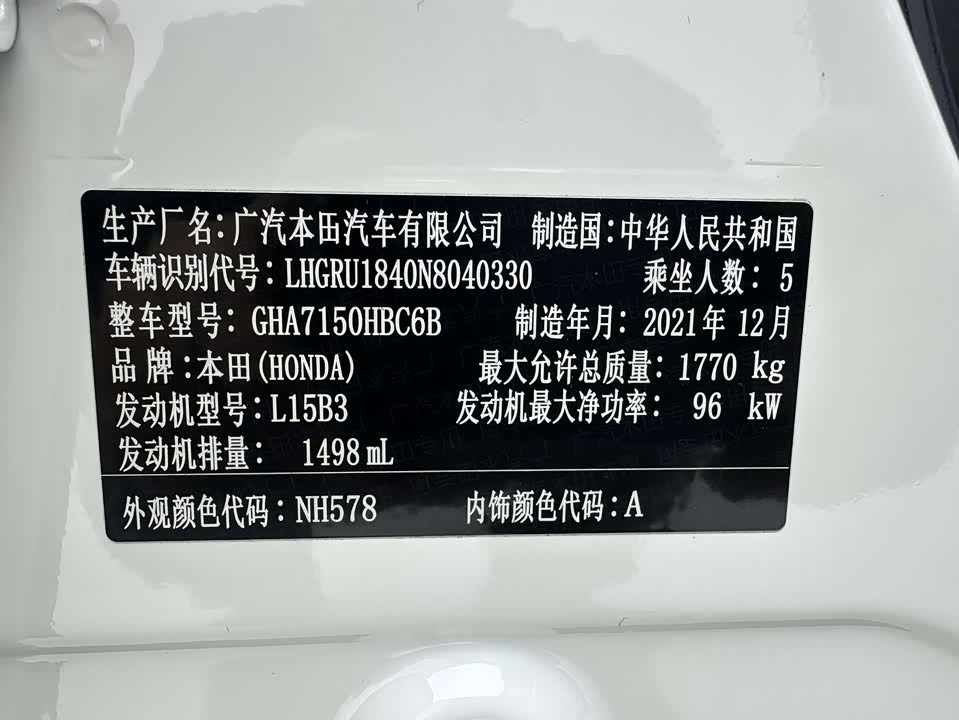 生产厂名：广汽本田汽车有限公司 制造国：中华人民共和国
车辆识别代号：LHGRU1840N8040330 乘坐人数：5
整车型号：GHA7150HBC6B 制造年月：2021年12月
品牌：本田(HONDA) 最大允许总质量：1770 kg
发动机型号：L15B3 发动机最大净功率：96 kW
发动机排量：1498 mL
外观颜色代码：NH578 内饰颜色代码：A